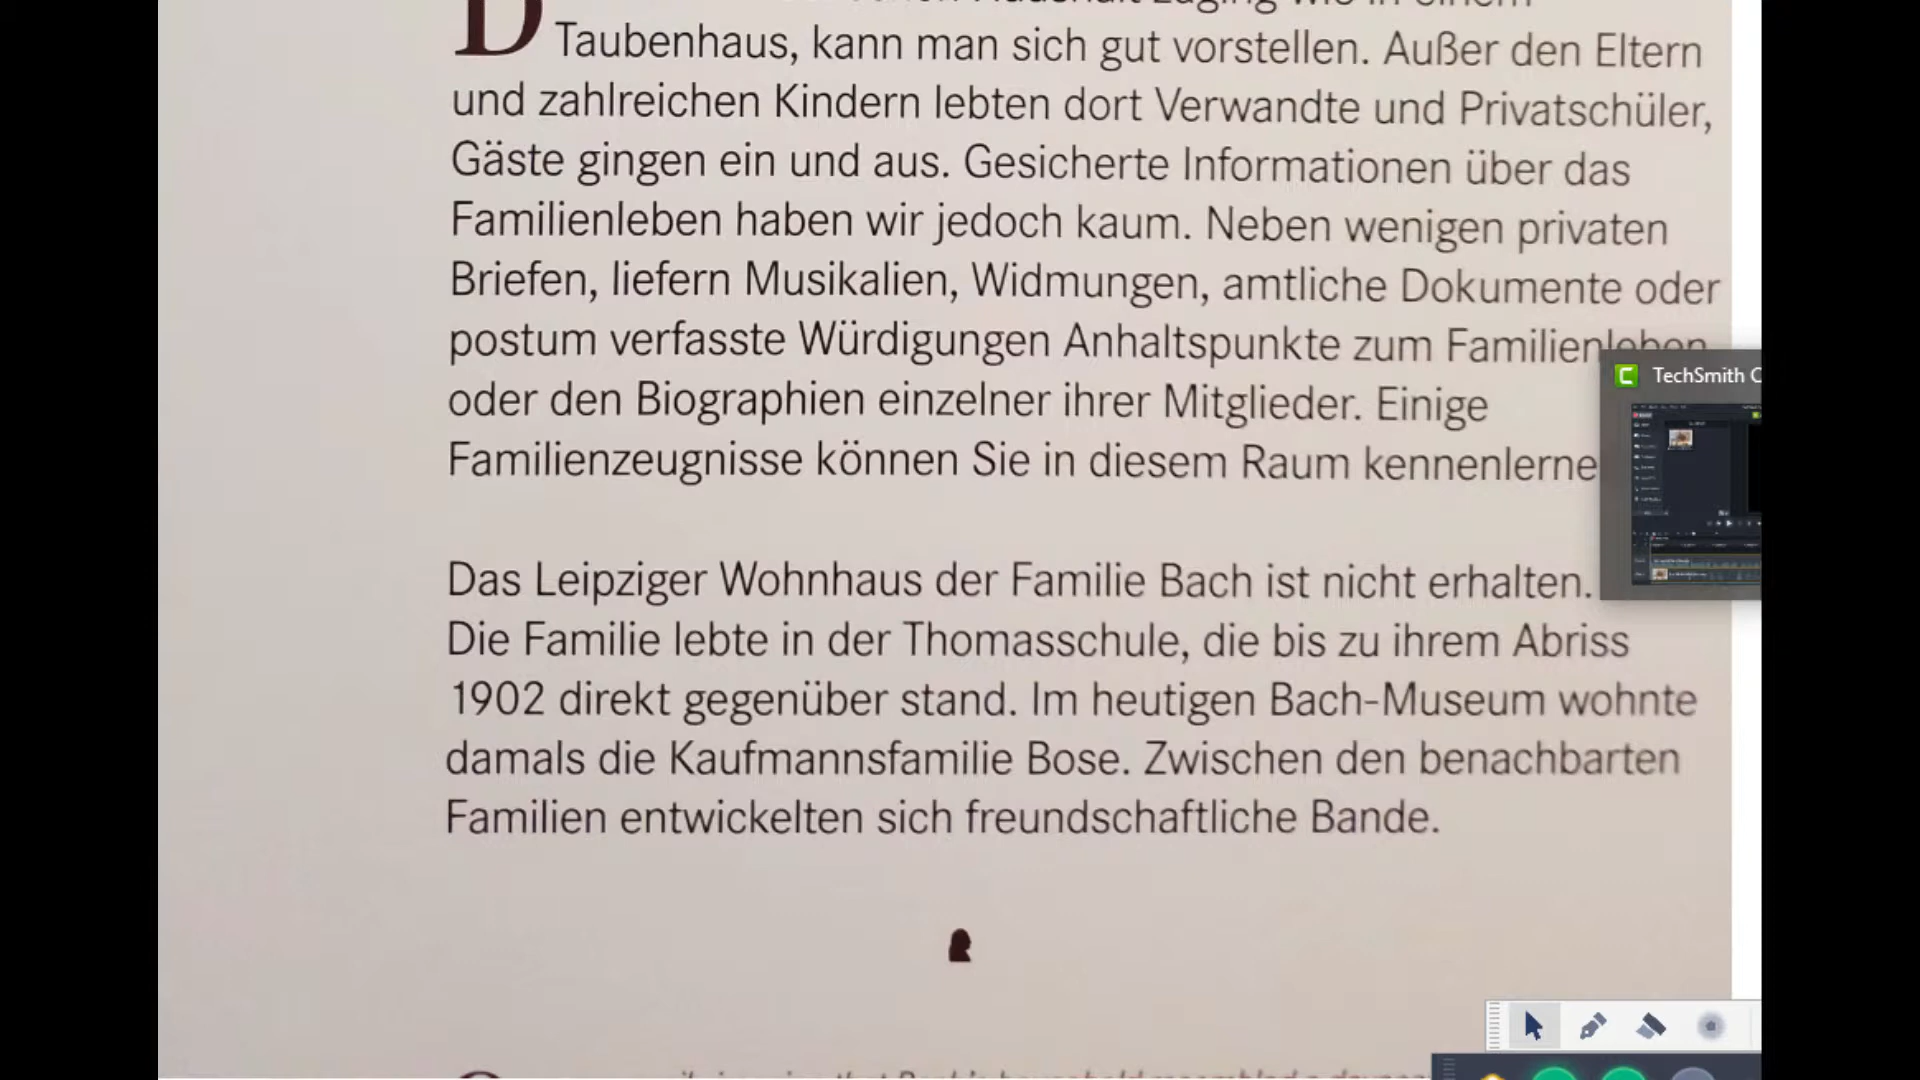 D
Taubenhaus, kann man sich gut vorstellen. Außer den Eltern
und zahlreichen Kindern lebten dort Verwandte und Privatschüler,
Gäste gingen ein und aus. Gesicherte Informationen über das
Familienleben haben wir jedoch kaum. Neben wenigen privaten
Briefen, liefern Musikalien, Widmungen, amtliche Dokumente oder
postum verfasste Würdigungen Anhaltspunkte zum Familienleben
oder den Biographien einzelner ihrer Mitglieder. Einige
Familienzeugnisse können Sie in diesem Raum kennenlerne
TechSmith C
Das Leipziger Wohnhaus der Familie Bach ist nicht erhalten.
Die Familie lebte in der Thomasschule, die bis zu ihrem Abriss
1902 direkt gegenüber stand. Im heutigen Bach-Museum wohnte
damals die Kaufmannsfamilie Bose. Zwischen den benachbarten
Familien entwickelten sich freundschaftliche Bande.